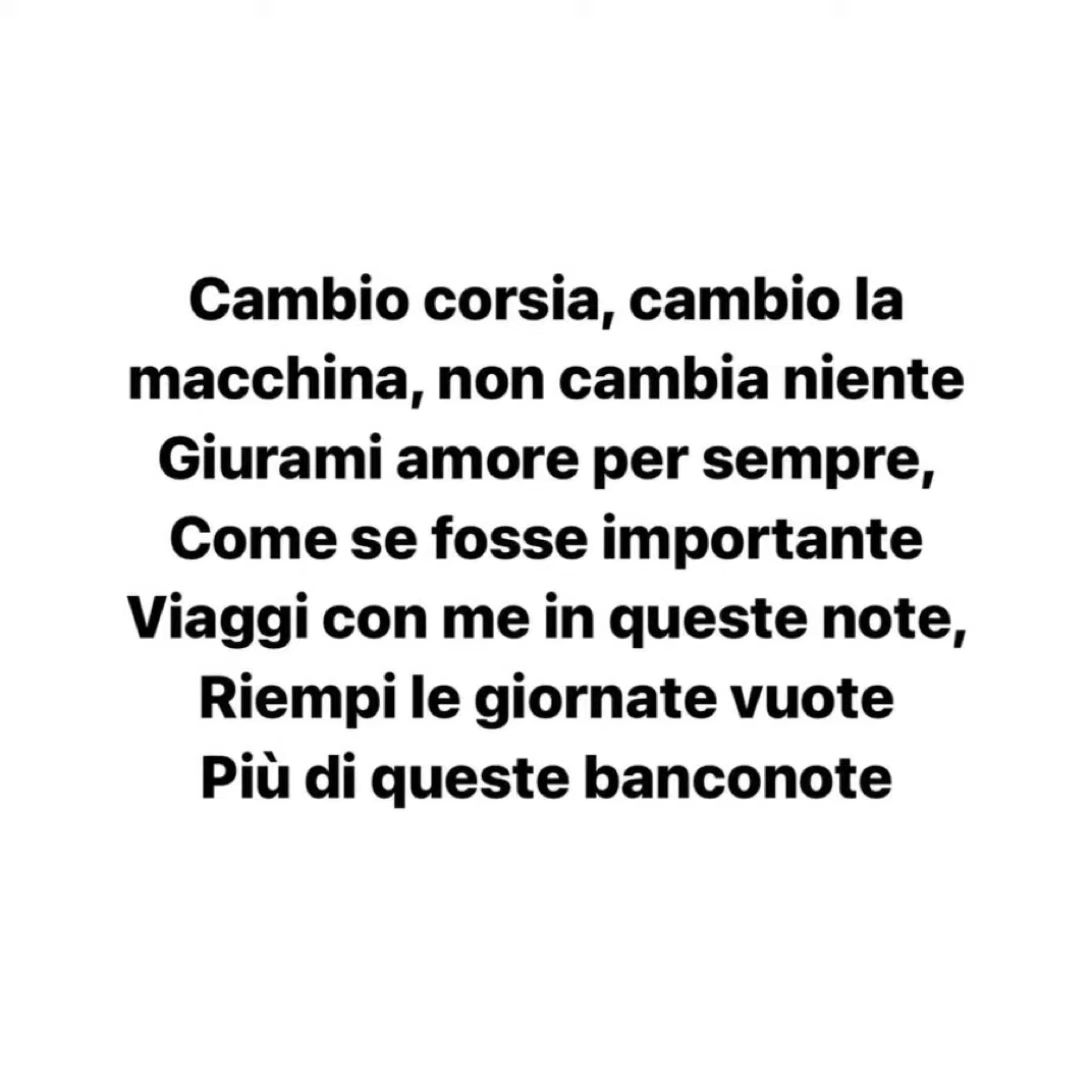 Cambio corsia, cambio la
macchina, non cambia niente
Giurami amore per sempre,
Come se fosse importante
Viaggi con me in queste note,
Riempi le giornate vuote
Più di queste banconote